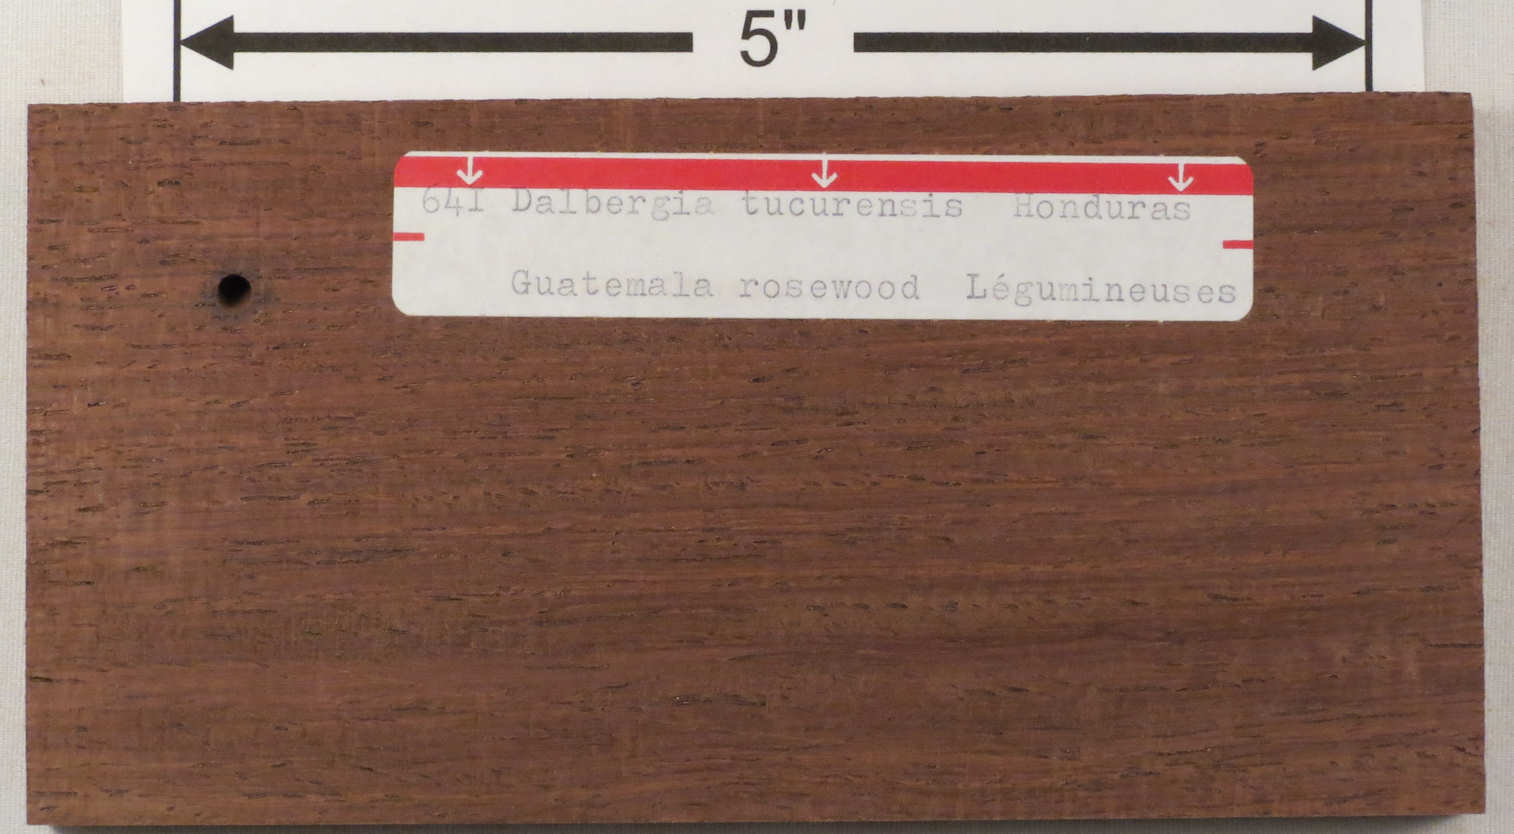 5"
641 Dalbergia tucurensis Honduras
Guatemala rosewood Légumineuses